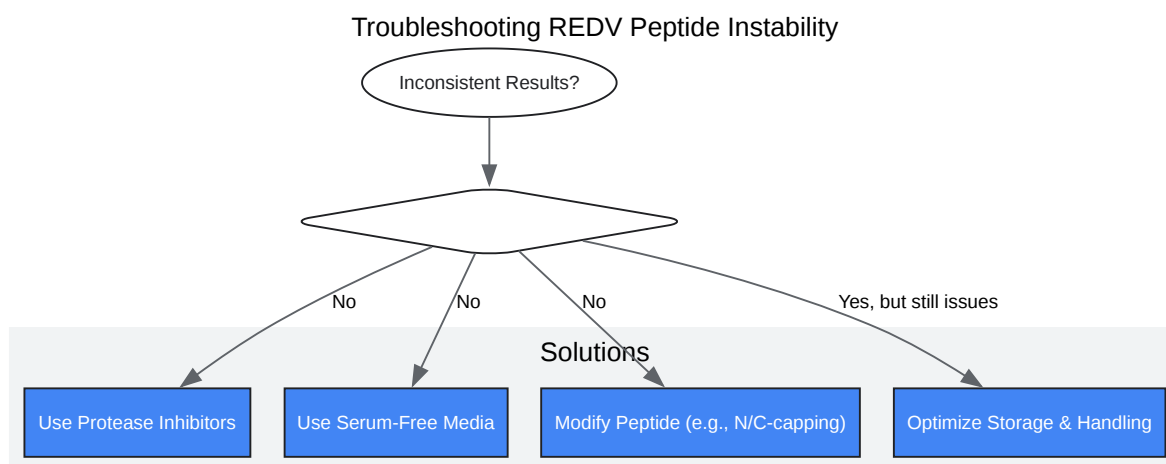 Troubleshooting REDV Peptide Instability
Inconsistent Results?
No
No
No
Yes, but still issues
Solutions
Use Protease Inhibitors
Use Serum-Free Media
Modify Peptide (e.g., N/C-capping)
Optimize Storage & Handling